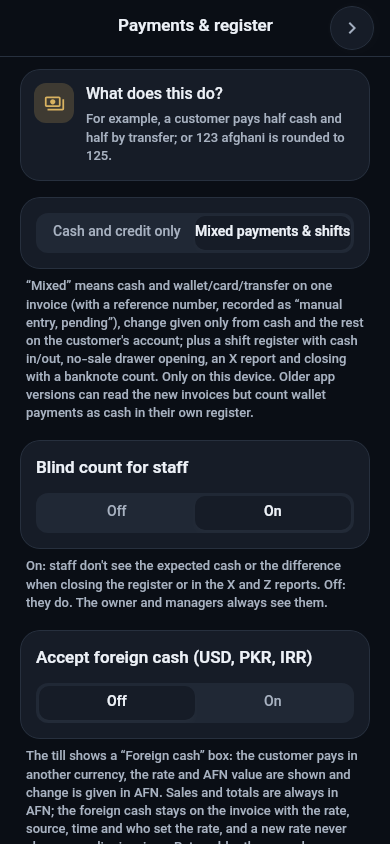 Payments & register
What does this do?
For example, a customer pays half cash and
half by transfer; or 123 afghani is rounded to
125.
Cash and credit only
Mixed payments & shifts
“Mixed” means cash and wallet/card/transfer on one
invoice (with a reference number, recorded as “manual
entry, pending”), change given only from cash and the rest
on the customer's account; plus a shift register with cash
in/out, no-sale drawer opening, an X report and closing
with a banknote count. Only on this device. Older app
versions can read the new invoices but count wallet
payments as cash in their own register.
Blind count for staff
Off
On
On: staff don't see the expected cash or the difference
when closing the register or in the X and Z reports. Off:
they do. The owner and managers always see them.
Accept foreign cash (USD, PKR, IRR)
Off
On
The till shows a “Foreign cash” box: the customer pays in
another currency, the rate and AFN value are shown and
change is given in AFN. Sales and totals are always in
AFN; the foreign cash stays on the invoice with the rate,
source, time and who set the rate, and a new rate never